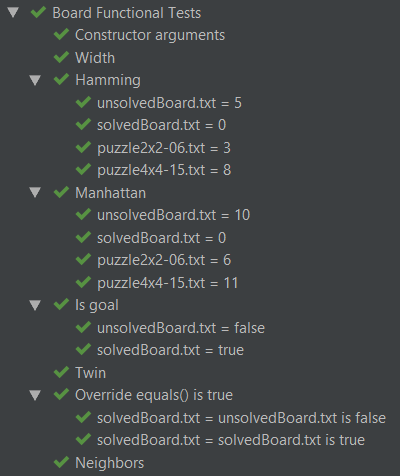 Board Functional Tests
Constructor arguments
Width
Hamming
unsolvedBoard.txt = 5
solvedBoard.txt = 0
puzzle2x2-06.txt = 3
puzzle4x4-15.txt = 8
Manhattan
unsolvedBoard.txt = 10
solvedBoard.txt = 0
puzzle2x2-06.txt = 6
puzzle4x4-15.txt = 11
Is goal
unsolvedBoard.txt = false
solvedBoard.txt = true
Twin
Override equals() is true
solvedBoard.txt = unsolvedBoard.txt is false
solvedBoard.txt = solvedBoard.txt is true
Neighbors